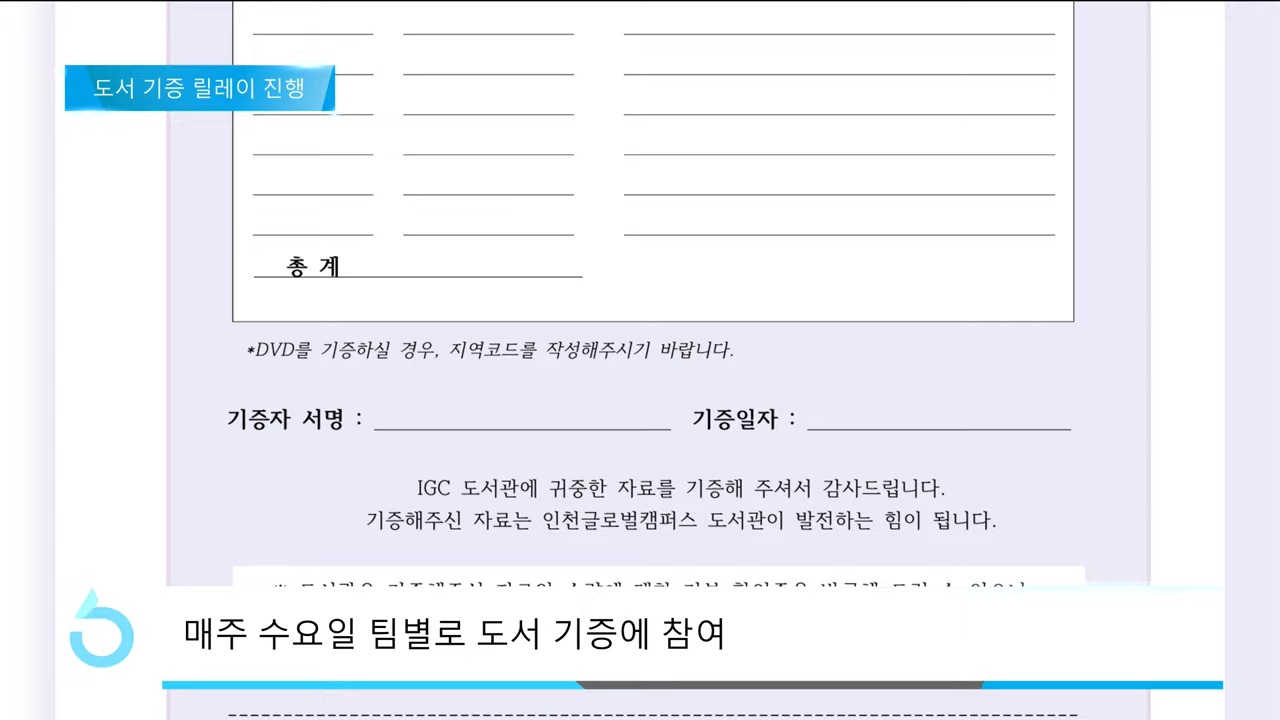 도서 기증 릴레이 진행
총 계
*DVD를 기증하실 경우, 지역코드를 작성해주시기 바랍니다.
기증자 서명 : 기증일자 :
IGC 도서관에 귀중한 자료를 기증해 주셔서 감사드립니다.
기증해주신 자료는 인천글로벌캠퍼스 도서관이 발전하는 힘이 됩니다.
매주 수요일 팀별로 도서 기증에 참여